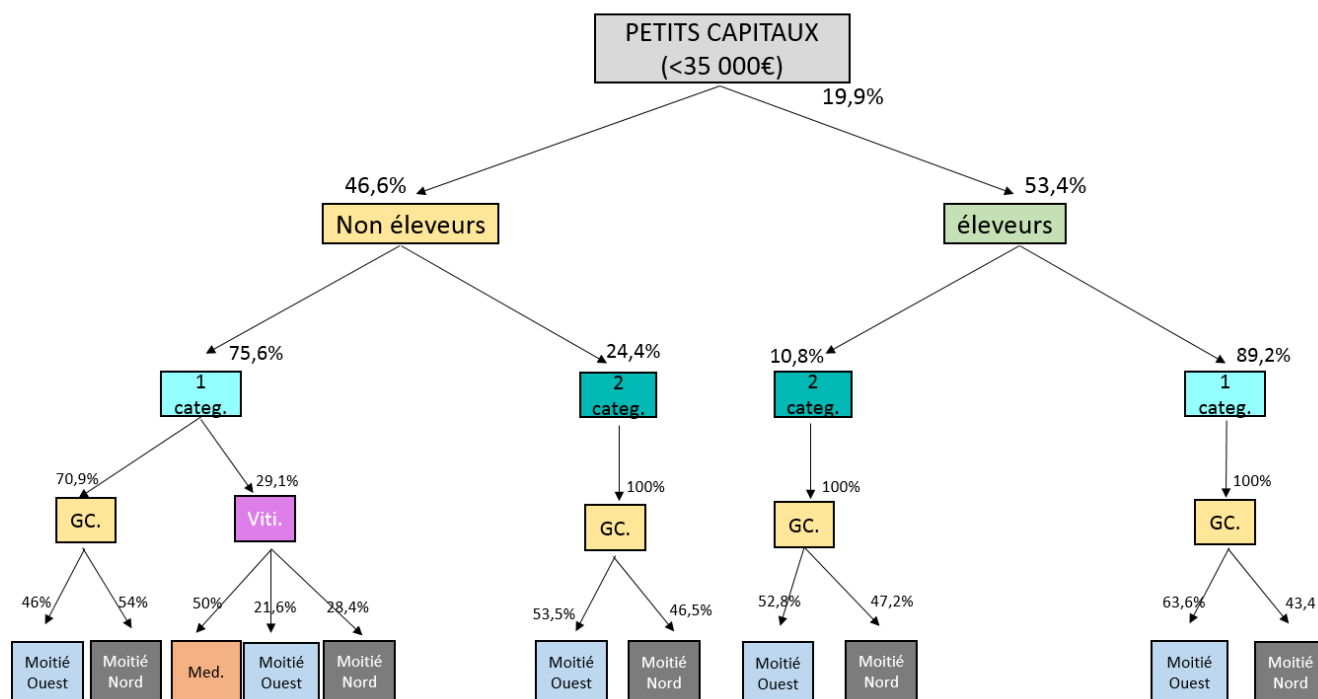 PETITS CAPITAUX
(<35 000€)
19,9%
46,6%
53,4%
Non éleveurs
éleveurs
75,6%
24,4%
10,8%
89,2%
1
categ.
2
categ.
2
categ.
1
categ.
70,9%
29,1%
100%
100%
100%
GC.
Viti.
GC.
GC.
GC.
46%
54%
50%
21,6%
28,4%
53,5%
46,5%
52,8%
47,2%
63,6%
43,4
Moitié
Ouest
Moitié
Nord
Med.
Moitié
Ouest
Moitié
Nord
Moitié
Ouest
Moitié
Nord
Moitié
Ouest
Moitié
Nord
Moitié
Ouest
Moitié
Nord